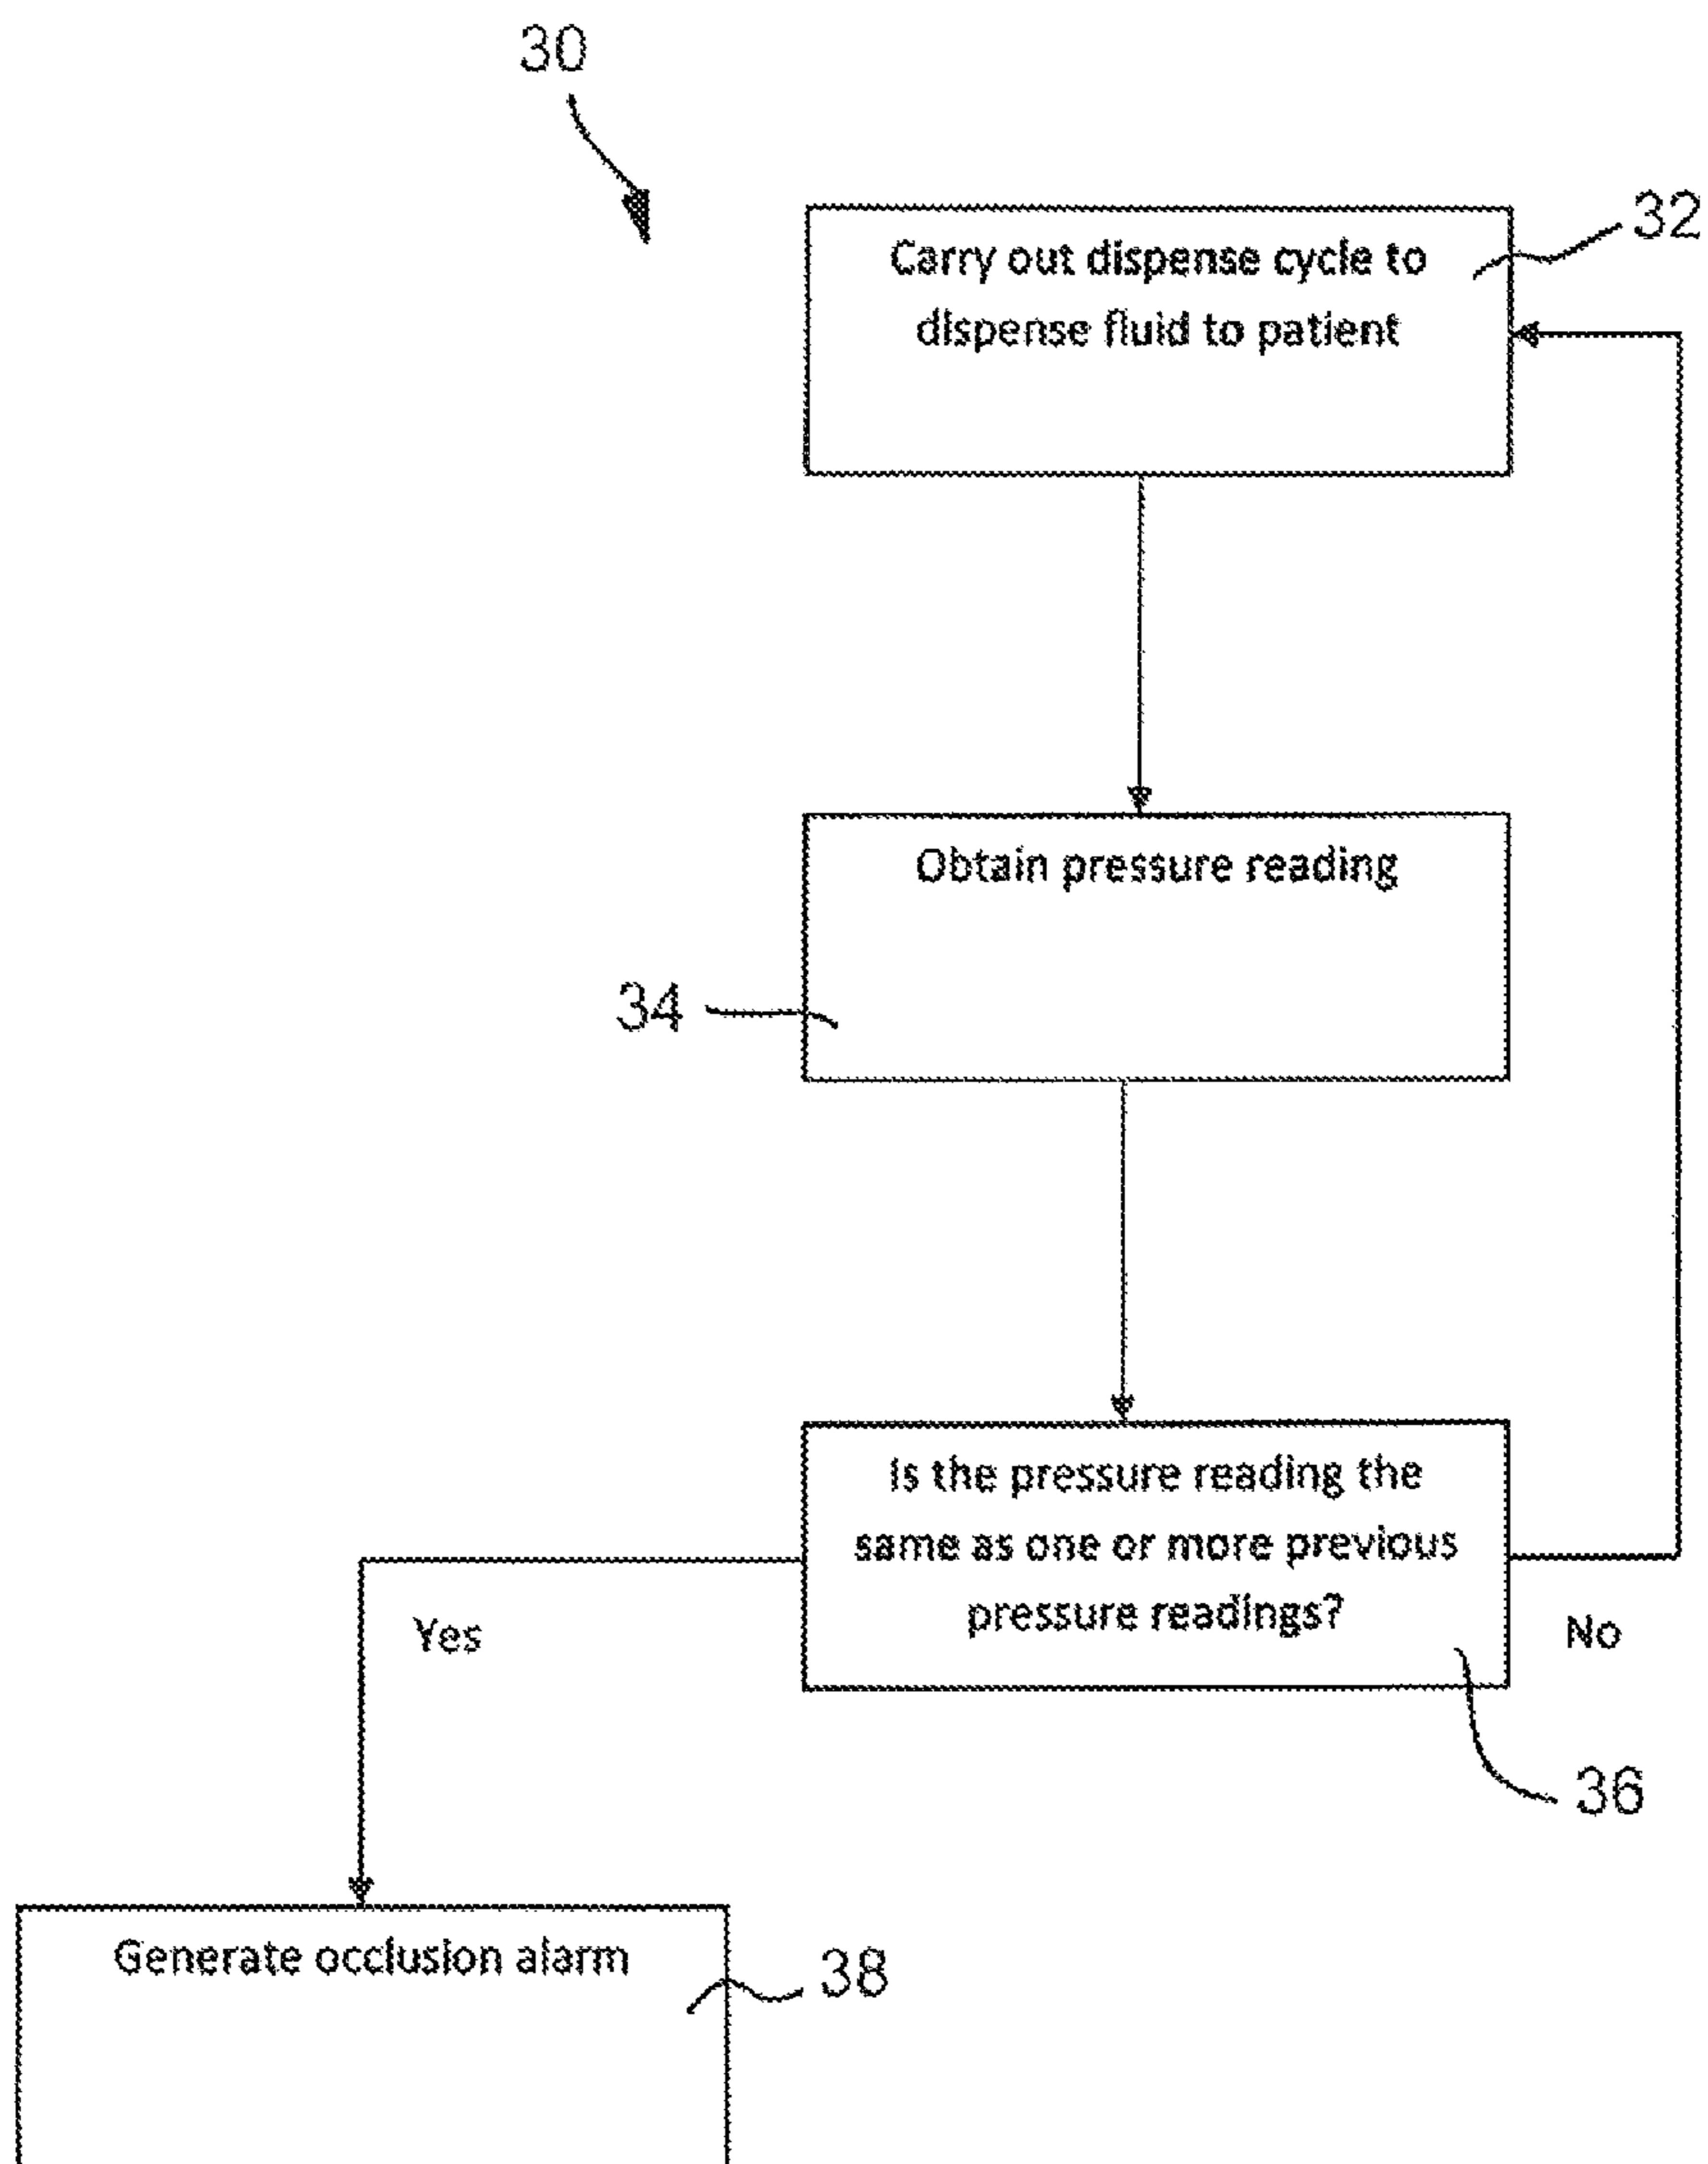 30
32
Carry out dispense cycle to
dispense fluid to patient
Obtain pressure reading
34
Is the pressure reading the
same as one or more previous
pressure readings?
Yes
No
36
Generate occlusion alarm
38